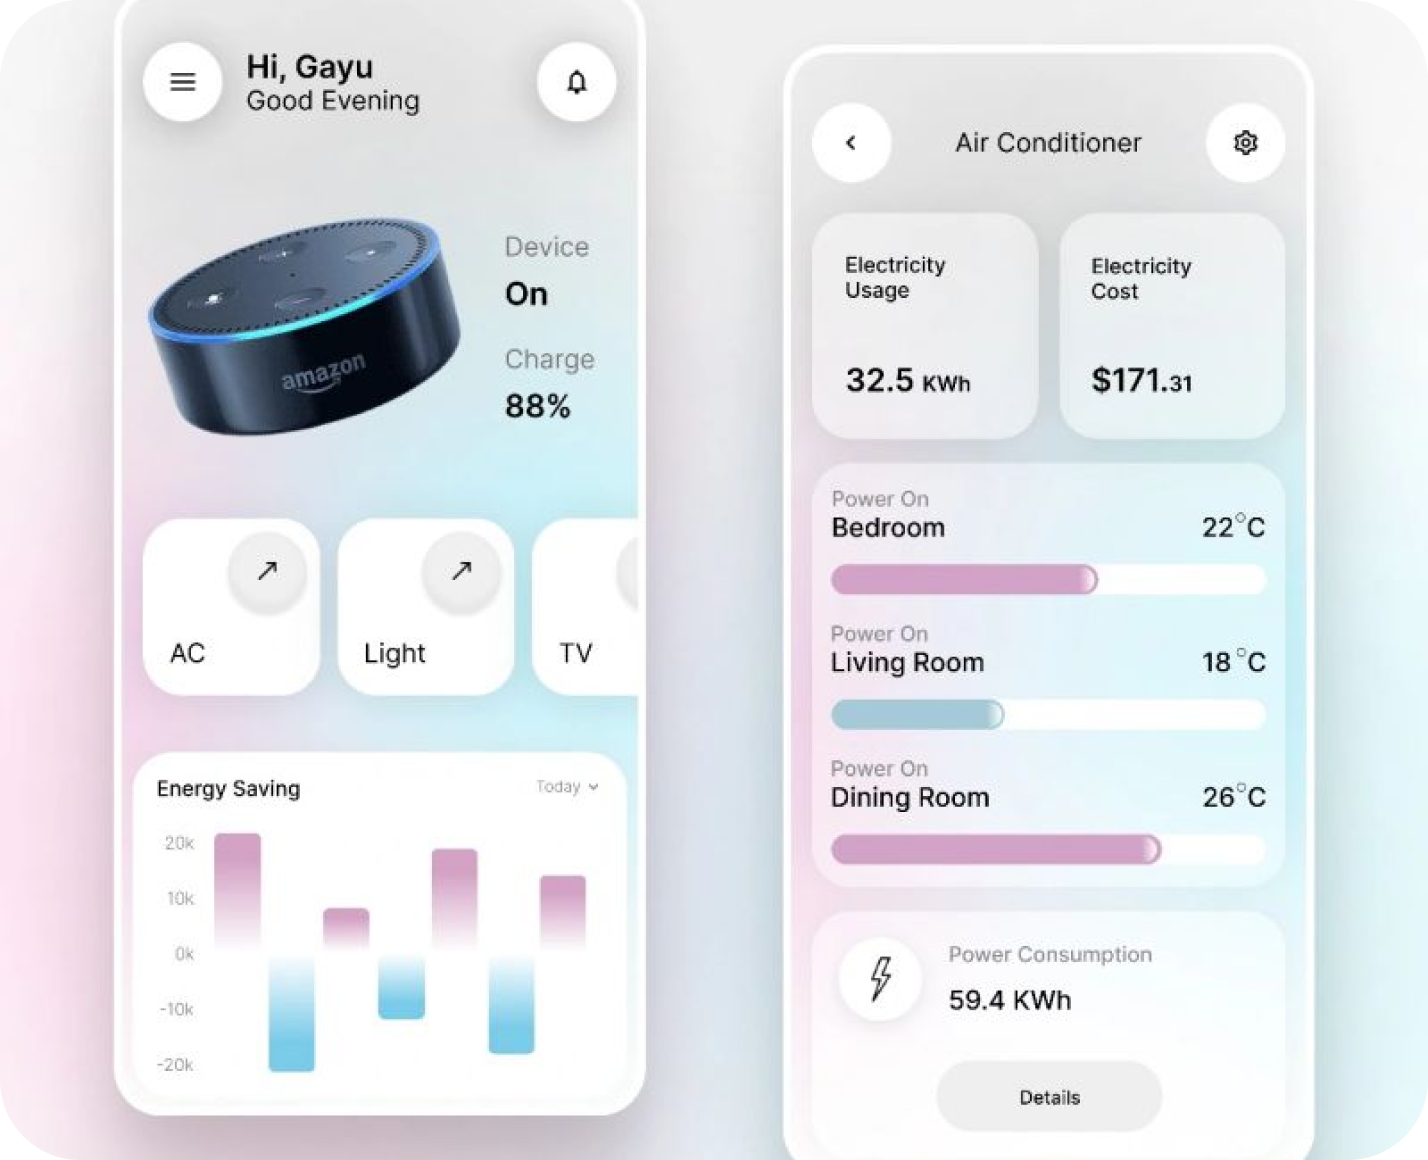 Hi, Gayu
Good Evening
Device
On
Charge
88%
amazon
AC
Light
TV
Energy Saving
Today
20k
10k
0k
-10k
-20k
Air Conditioner
Electricity
Usage
32.5 KWh
Electricity
Cost
$171.31
Power On
Bedroom 22°C
Power On
Living Room 18 °C
Power On
Dining Room 26°C
Power Consumption
59.4 KWh
Details